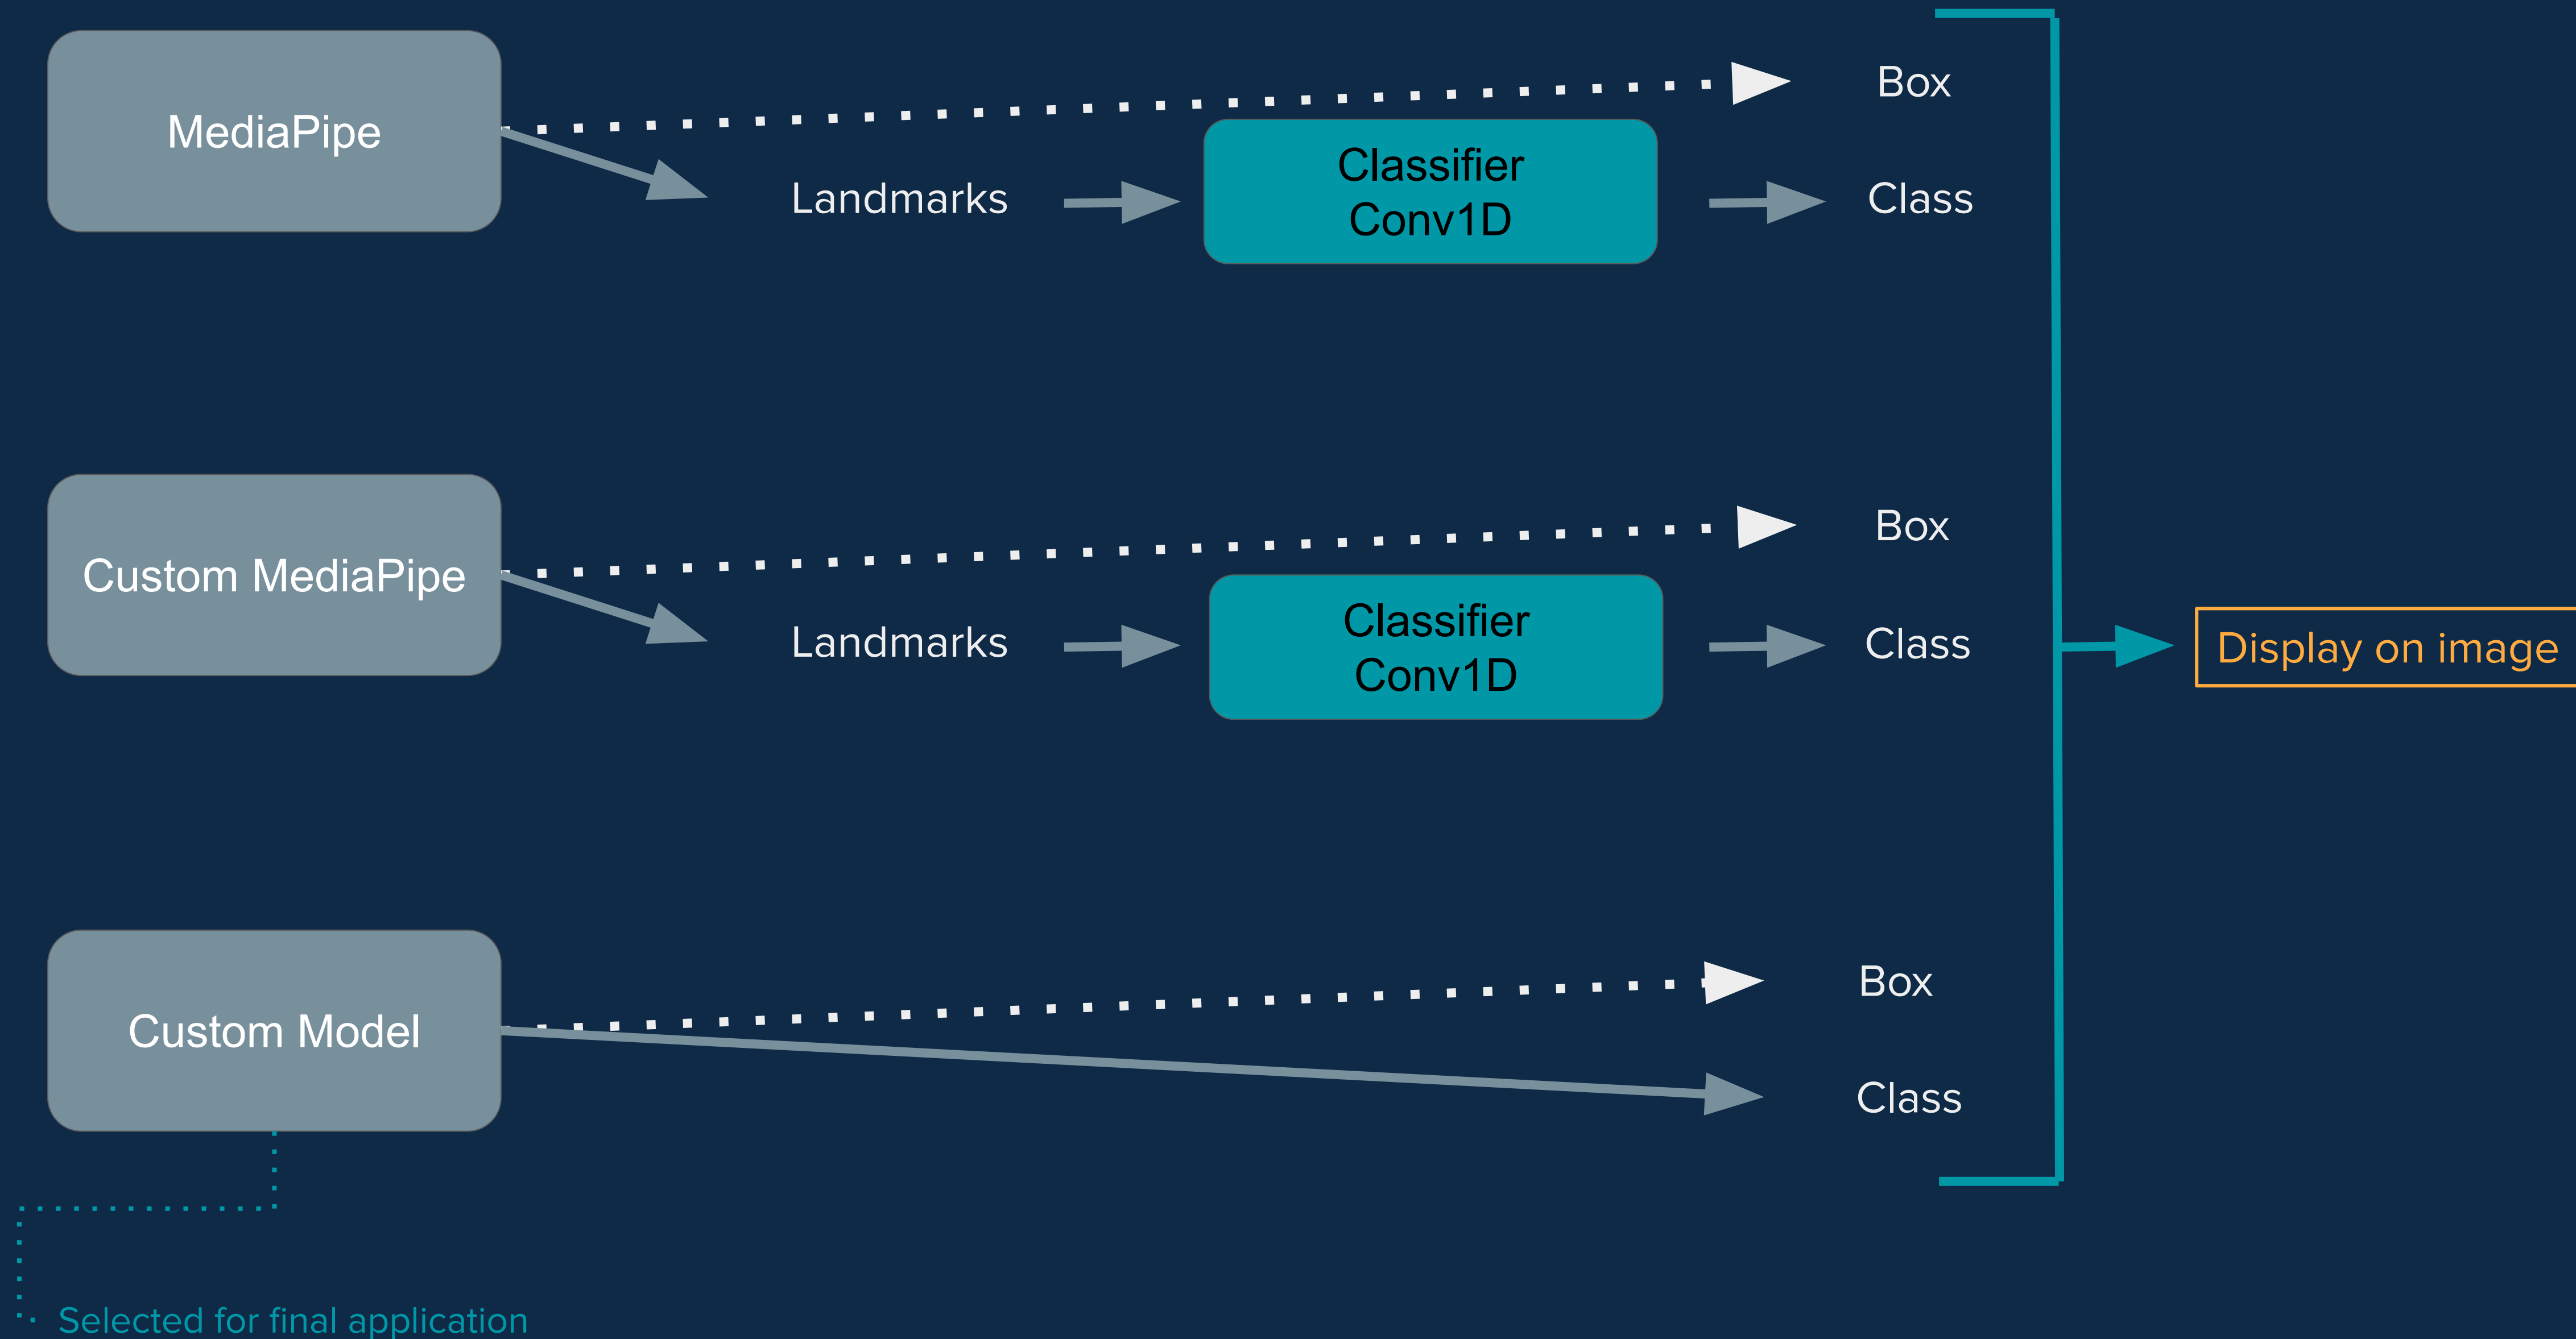 MediaPipe
Box
Landmarks
Classifier
Conv1D
Class
Custom MediaPipe
Box
Landmarks
Classifier
Conv1D
Class
Display on image
Custom Model
Box
Class
Selected for final application